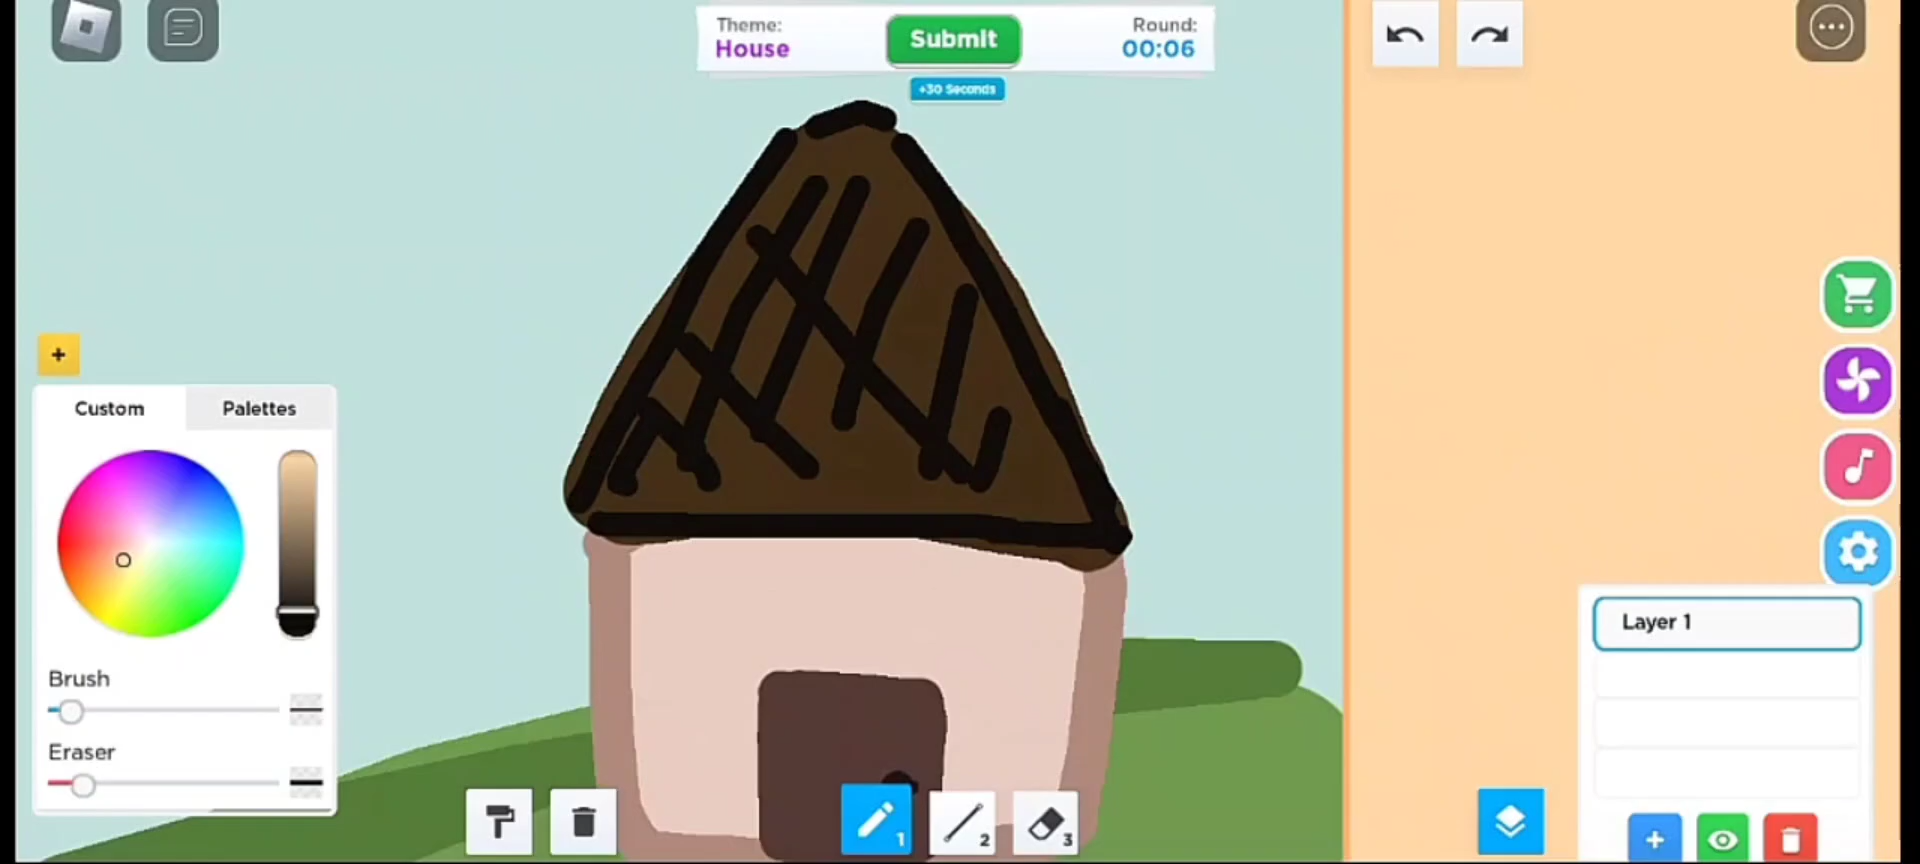 Theme:
House
Submit
Round:
00:06
+30 Seconds
+
Custom
Palettes
Brush
Eraser
1
2
3
Layer 1
+